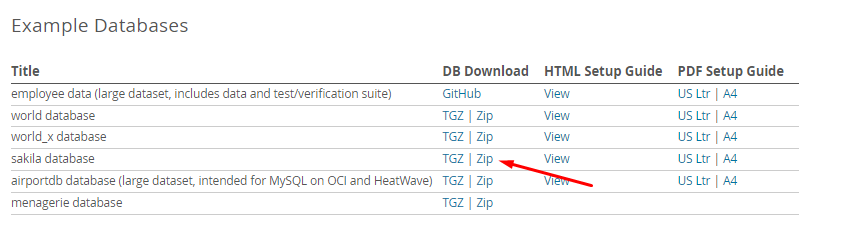 Example Databases
Title DB Download HTML Setup Guide PDF Setup Guide
employee data (large dataset, includes data and test/verification suite) GitHub View US Ltr | A4
world database TGZ | Zip View US Ltr | A4
world_x database TGZ | Zip View US Ltr | A4
sakila database TGZ | Zip View US Ltr | A4
airportdb database (large dataset, intended for MySQL on OCI and HeatWave) TGZ | Zip View US Ltr | A4
menagerie database TGZ | Zip